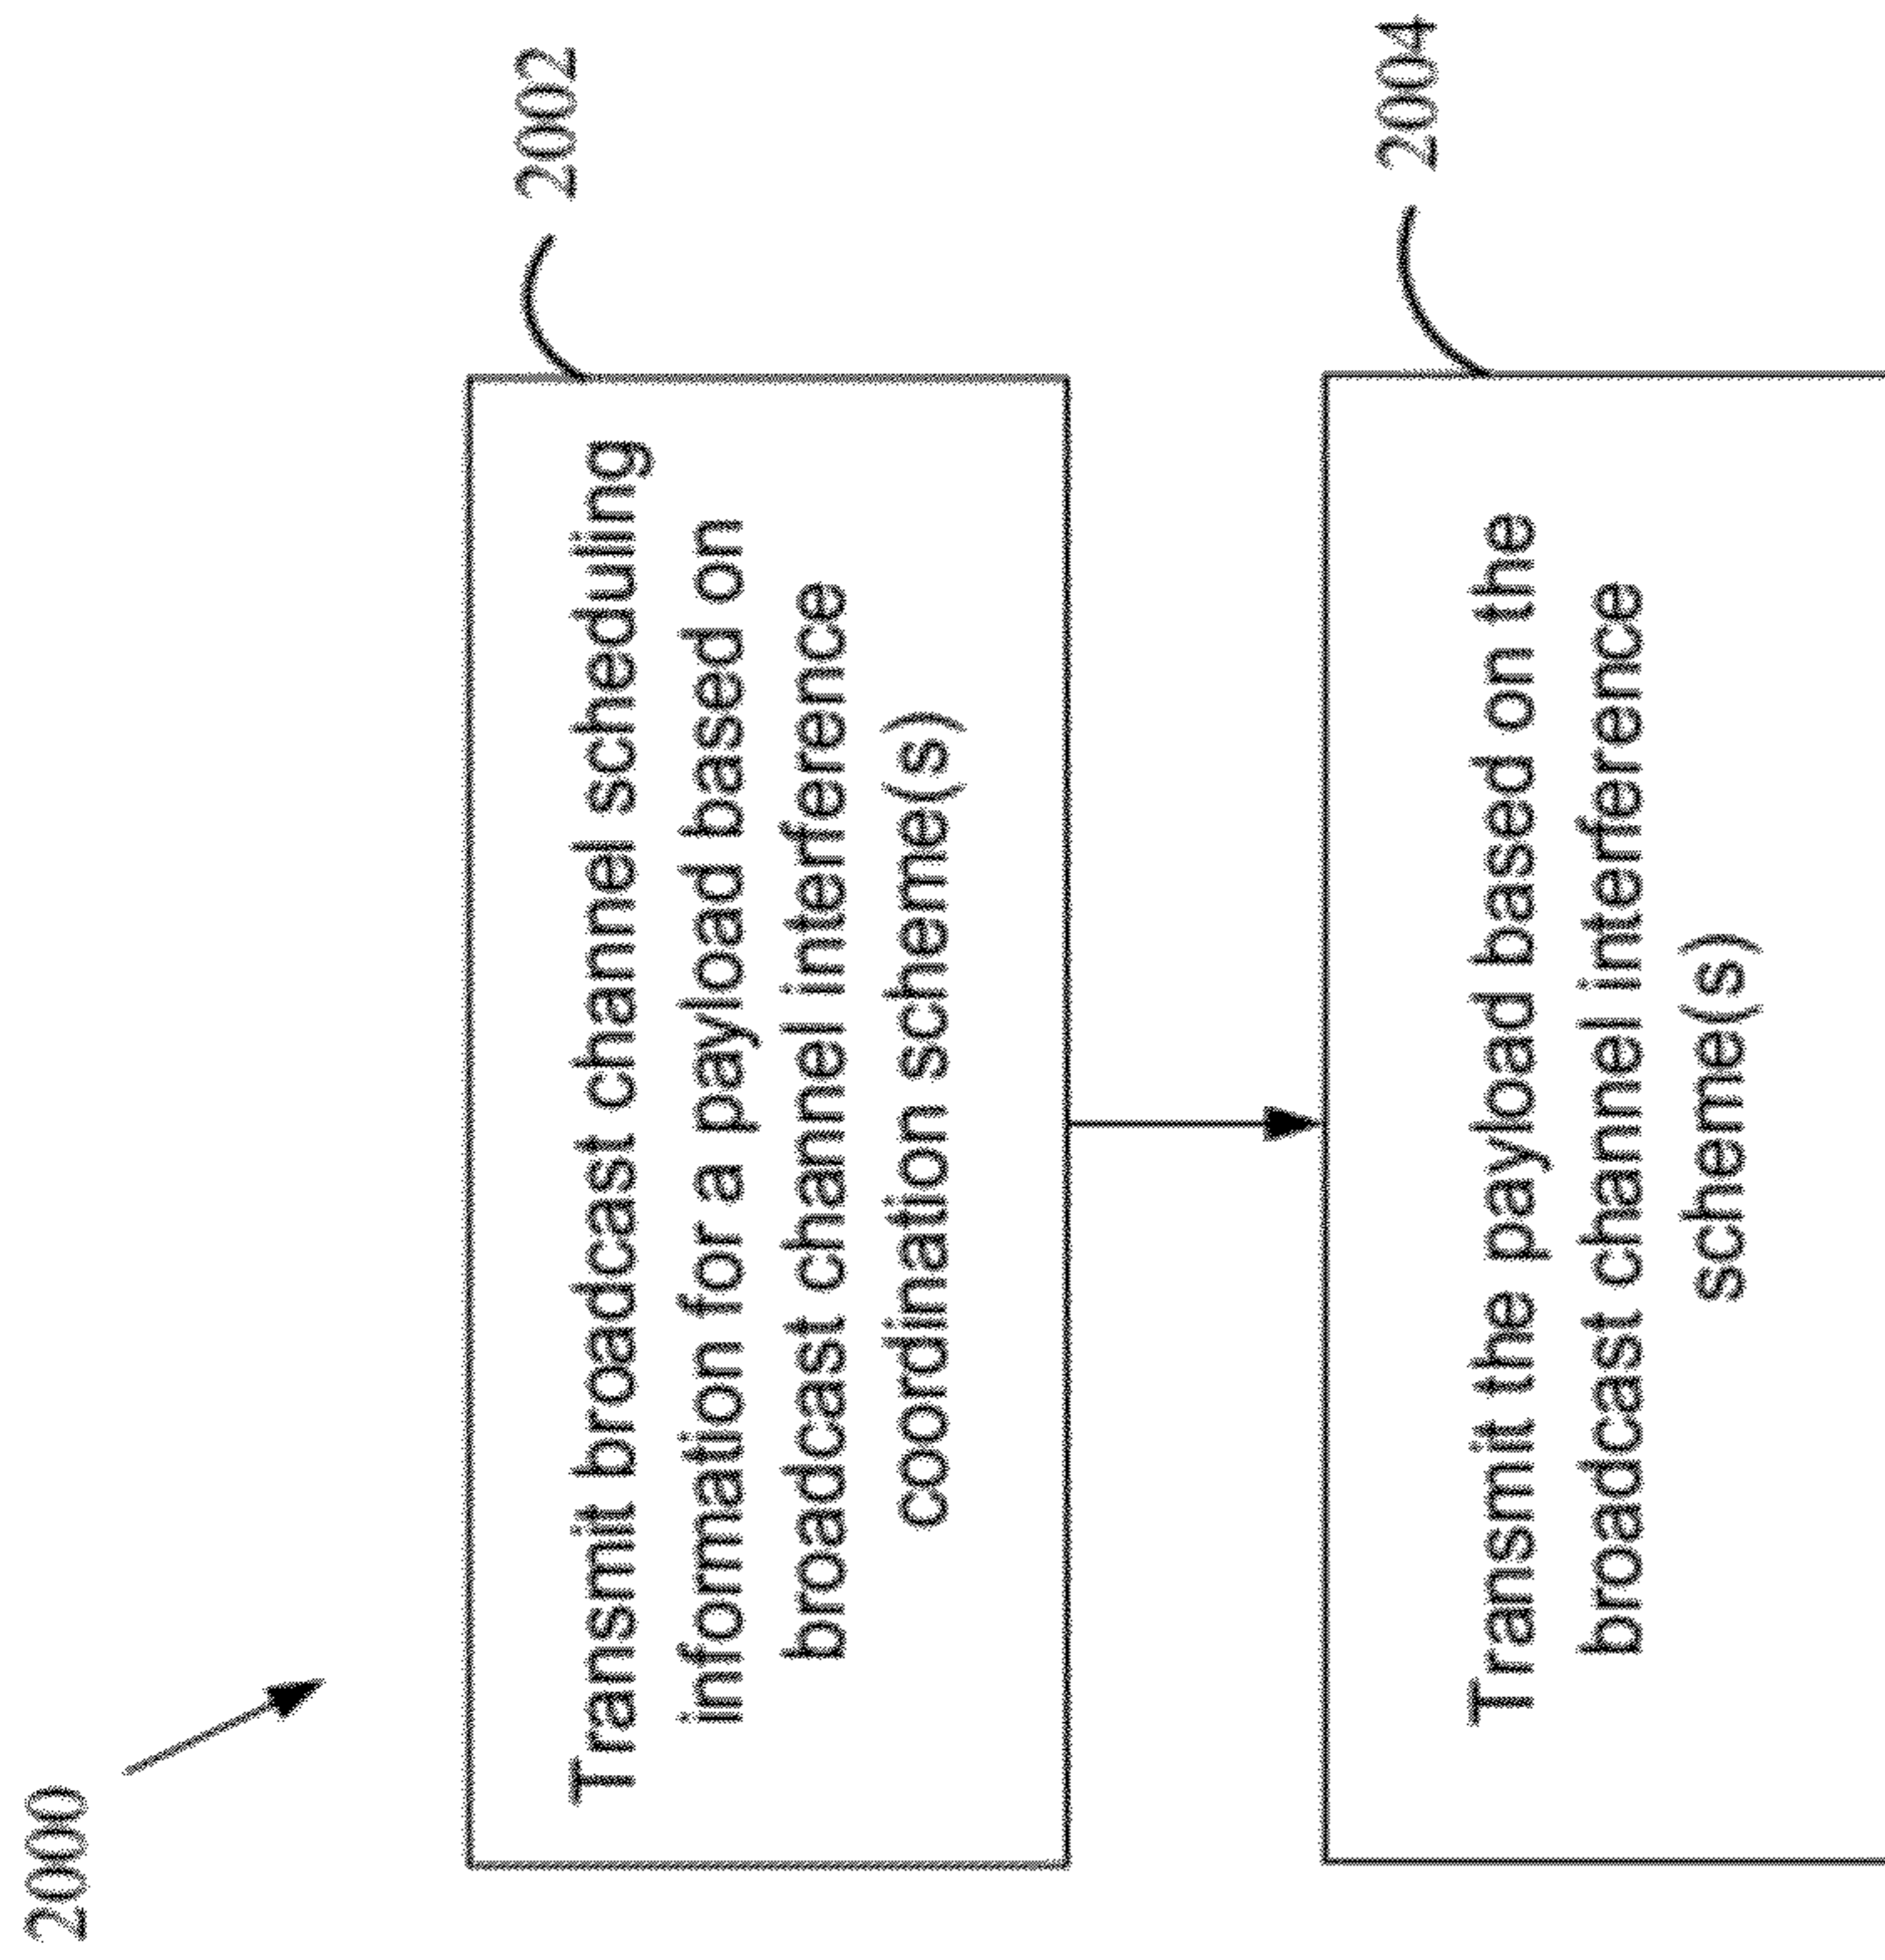 2000
2002
Transmit broadcast channel scheduling
information for a payload based on
broadcast channel interference
coordination scheme(s)
2004
Transmit the payload based on the
broadcast channel interference
scheme(s)